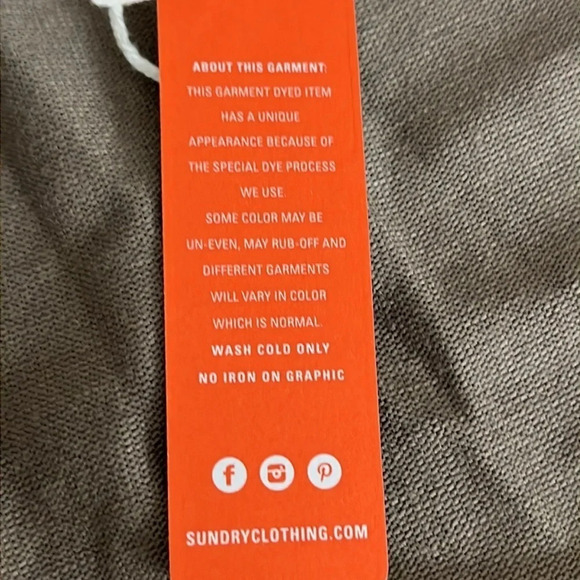 ABOUT THIS GARMENT:
THIS GARMENT DYED ITEM
HAS A UNIQUE
APPEARANCE BECAUSE OF
THE SPECIAL DYE PROCESS
WE USE.
SOME COLOR MAY BE
UN-EVEN, MAY RUB-OFF AND
DIFFERENT GARMENTS
WILL VARY IN COLOR
WHICH IS NORMAL.
WASH COLD ONLY
NO IRON ON GRAPHIC
SUNDRYCLOTHING.COM